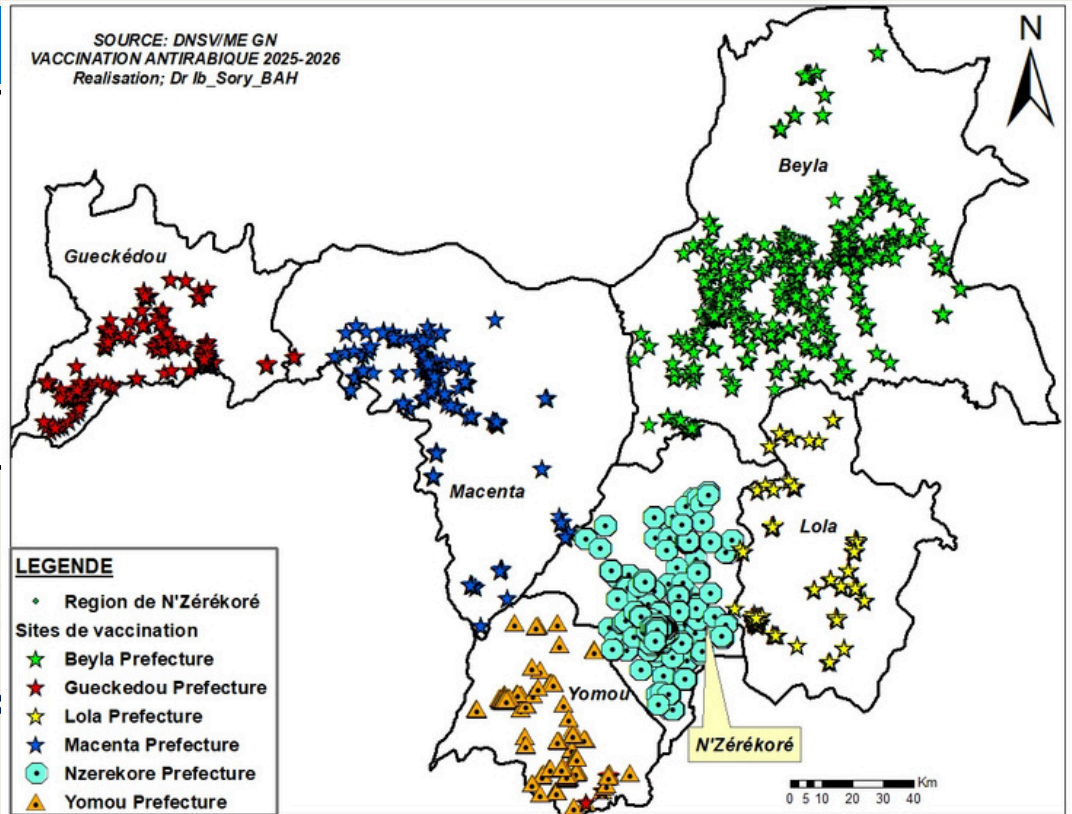 SOURCE: DNSV/ME GN
VACCINATION ANTIRABIQUE 2025-2026
Realisation; Dr Ib_Sory_BAH
N
Beyla
Gueckédou
Macenta
Lola
Yomou
N'Zérékoré
LEGENDE
Region de N'Zérékoré
Sites de vaccination
Beyla Prefecture
Gueckedou Prefecture
Lola Prefecture
Macenta Prefecture
Nzerekore Prefecture
Yomou Prefecture
Km
0 5 10 20 30 40